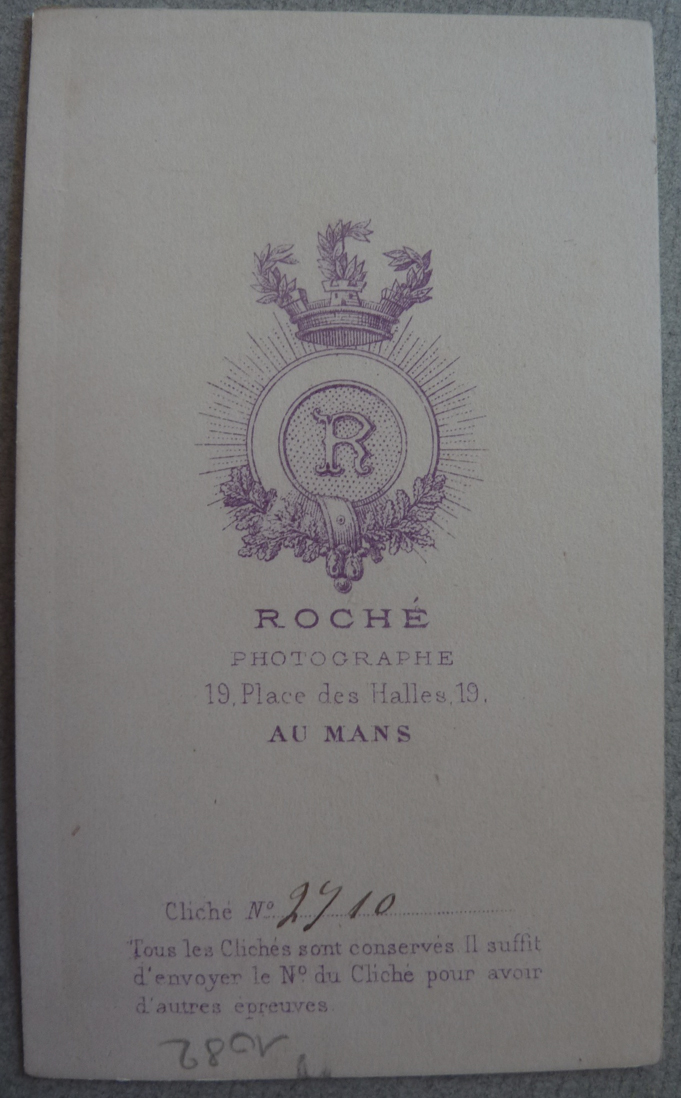 R
ROCHÉ
PHOTOGRAPHE
19, Place des Halles, 19.
AU MANS
Cliché Nº 2710
Tous les Clichés sont conservés. Il suffit
d'envoyer le Nº du Cliché pour avoir
d'autres épreuves.